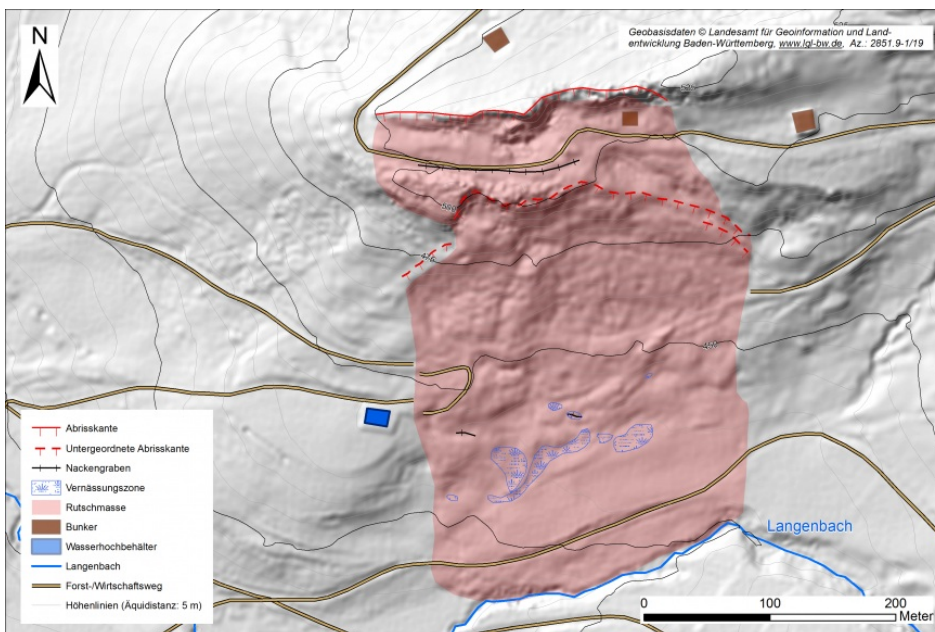 N
Geobasisdaten © Landesamt für Geoinformation und Land-
entwicklung Baden-Württemberg, www.lgl-bw.de, Az.: 2851.9-1/19
Abrisskante
Untergeordnete Abrisskante
Nackengraben
Vernässungszone
Rutschmasse
Bunker
Wasserhochbehälter
Langenbach
Forst-/Wirtschaftsweg
Höhenlinien (Äquidistanz: 5 m)
Langenbach
0 100 200
Meter